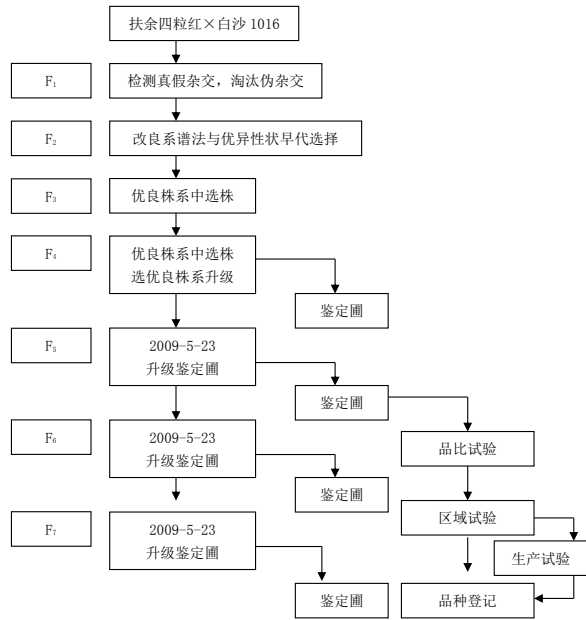 扶余四粒红×白沙 1016
F₁
检测真假杂交，淘汰伪杂交
F₂
改良系谱法与优异性状早代选择
F₃
优良株系中选株
F₄
优良株系中选株
选优良株系升级
鉴定圃
F₅
2009-5-23
升级鉴定圃
鉴定圃
F₆
2009-5-23
升级鉴定圃
品比试验
鉴定圃
F₇
2009-5-23
升级鉴定圃
区域试验
生产试验
鉴定圃
品种登记